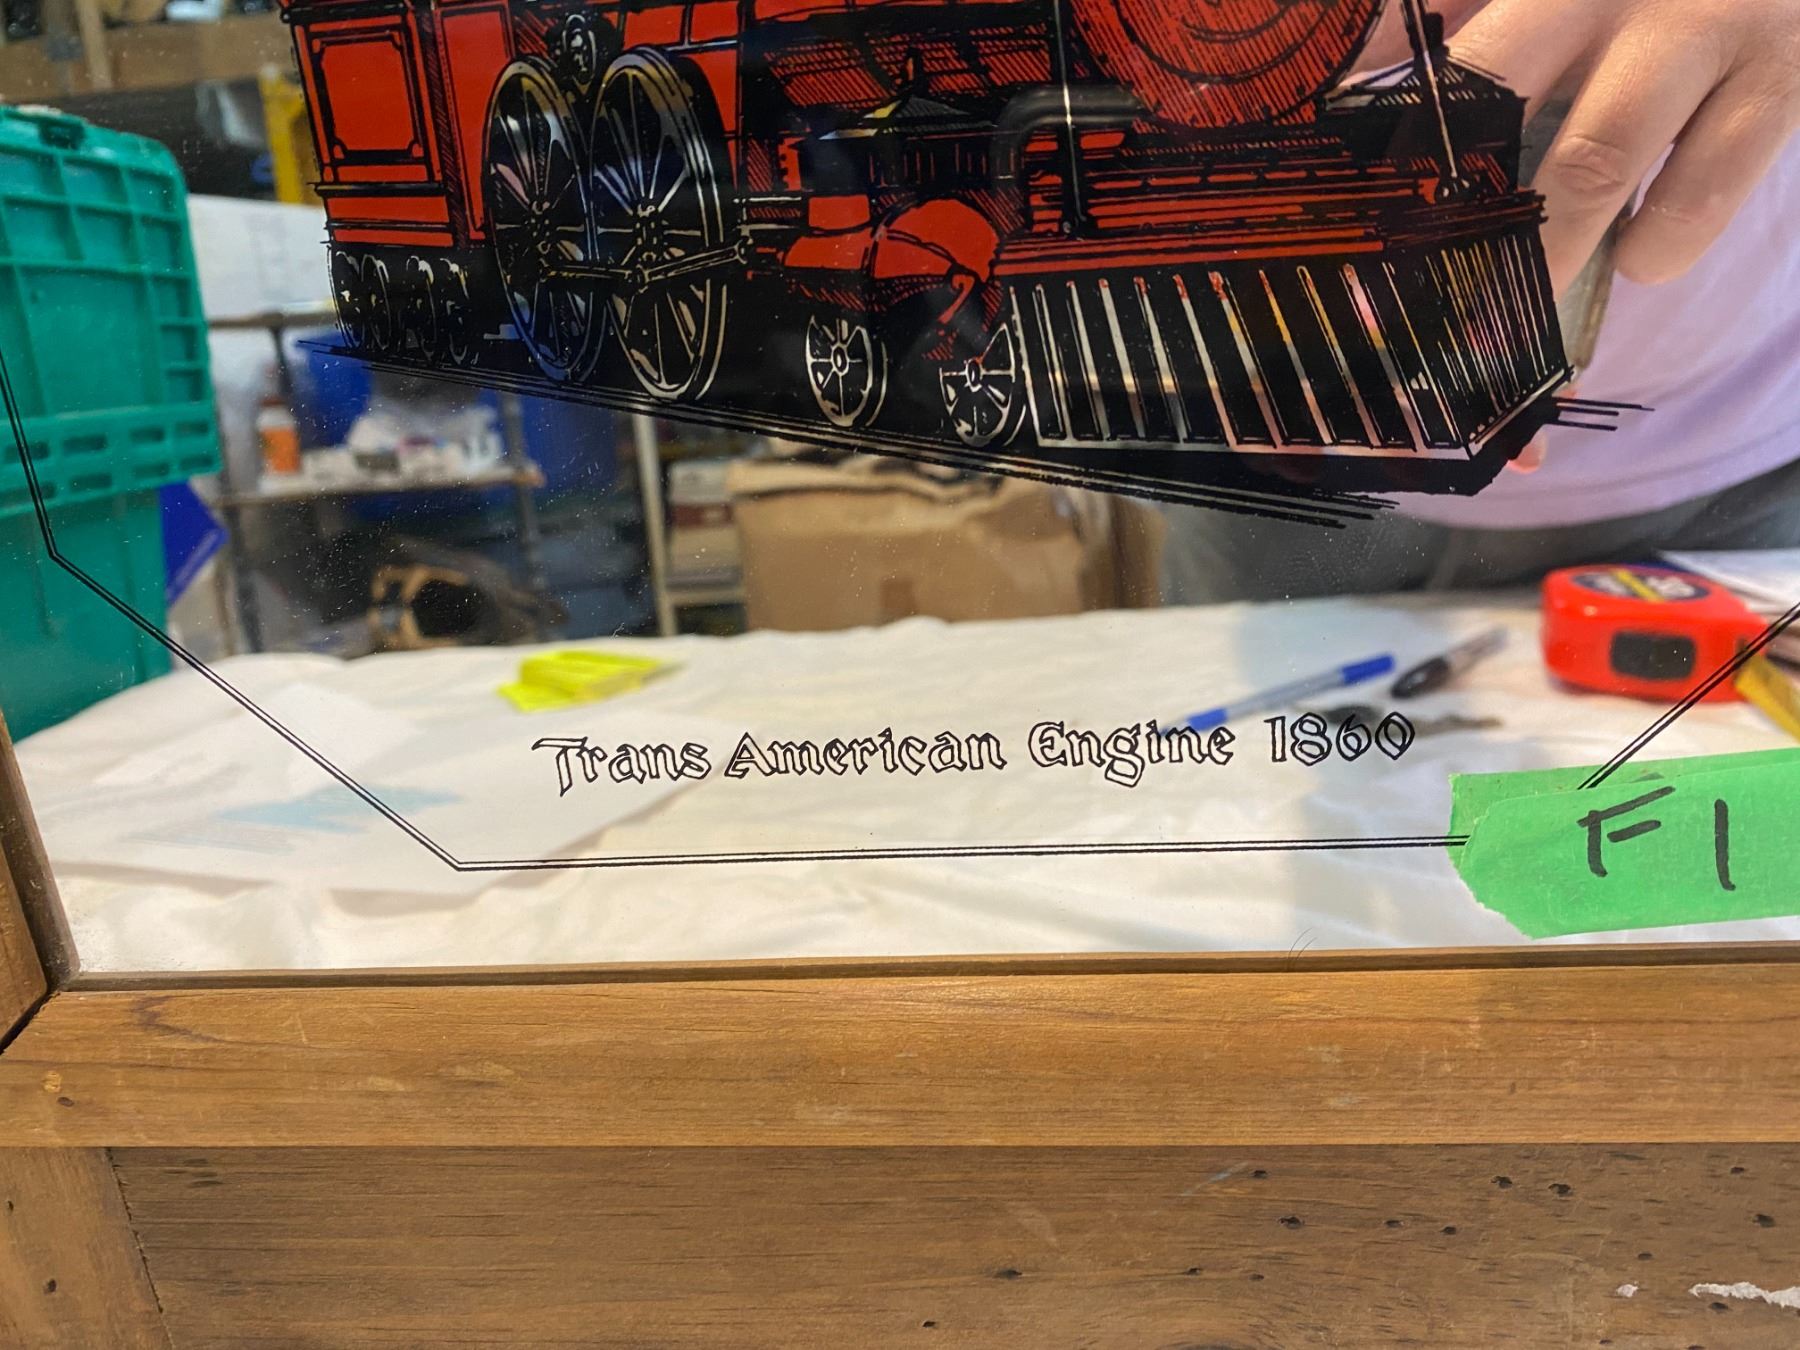 Trans American Engine 1860
F1